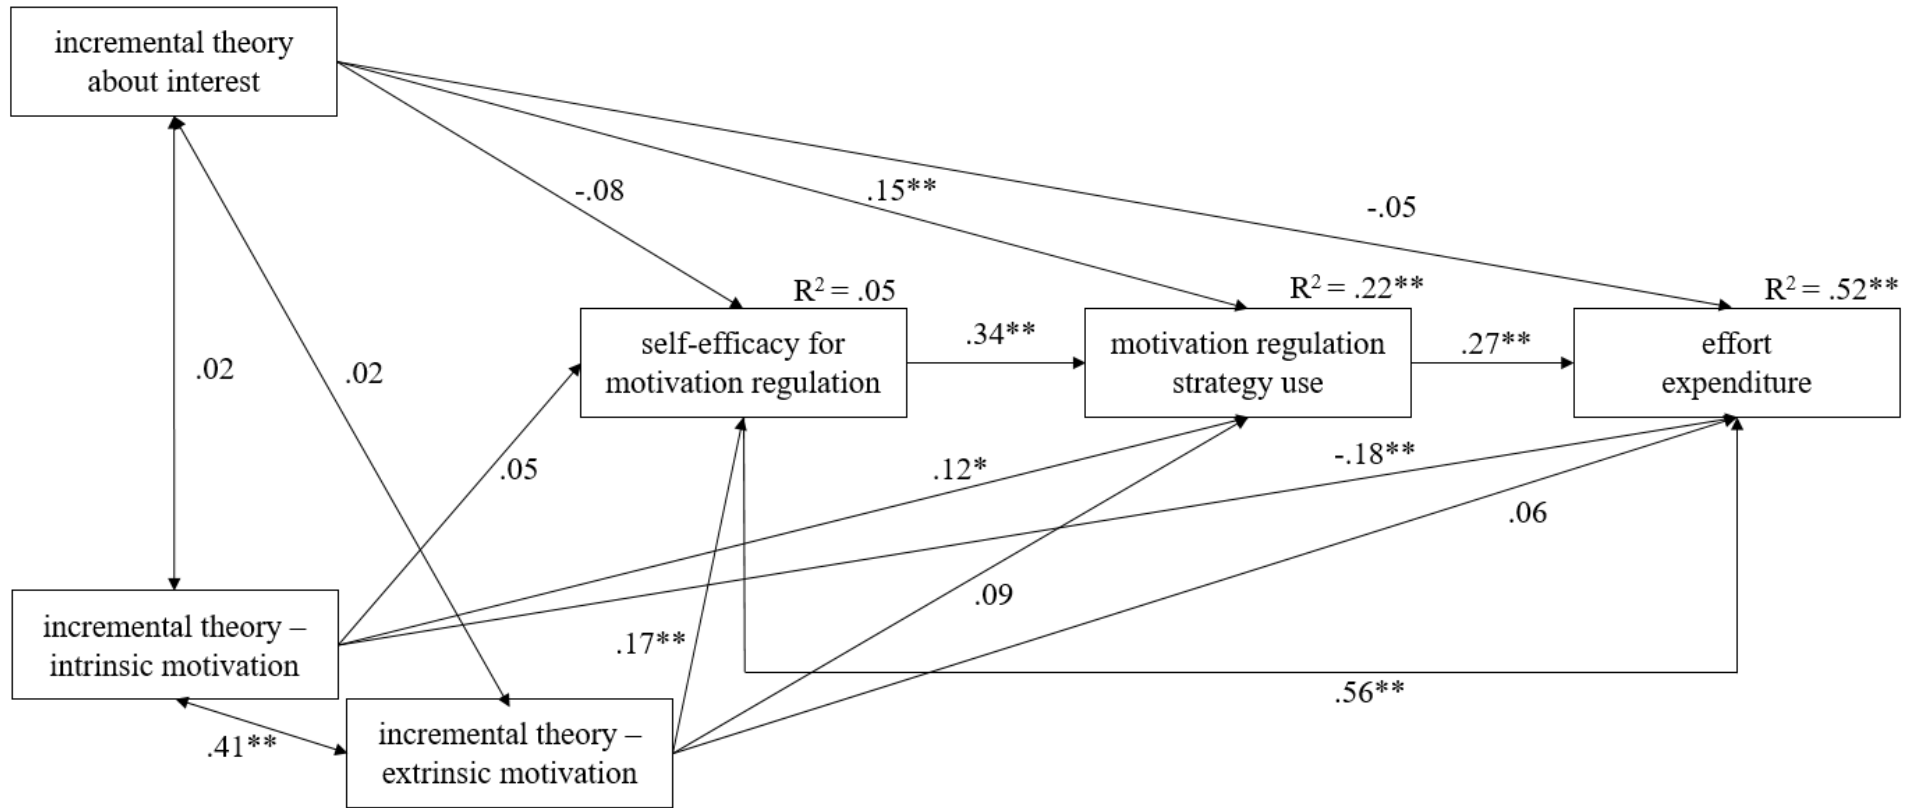 incremental theory
about interest
-.08
.15**
-.05
R² = .05
R² = .22**
R² = .52**
self-efficacy for
motivation regulation
.34**
motivation regulation
strategy use
.27**
effort
expenditure
.02
.02
.05
.12*
-.18**
.06
.09
.17**
.56**
incremental theory –
intrinsic motivation
.41**
incremental theory –
extrinsic motivation